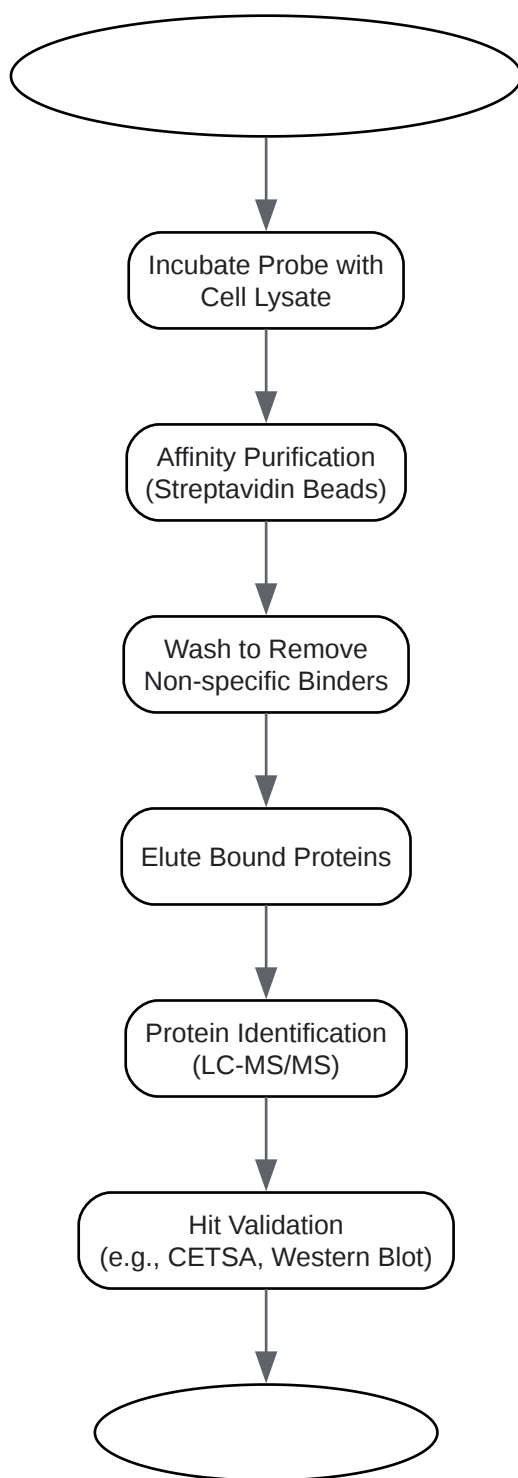 Incubate Probe with
Cell Lysate
Affinity Purification
(Streptavidin Beads)
Wash to Remove
Non-specific Binders
Elute Bound Proteins
Protein Identification
(LC-MS/MS)
Hit Validation
(e.g., CETSA, Western Blot)